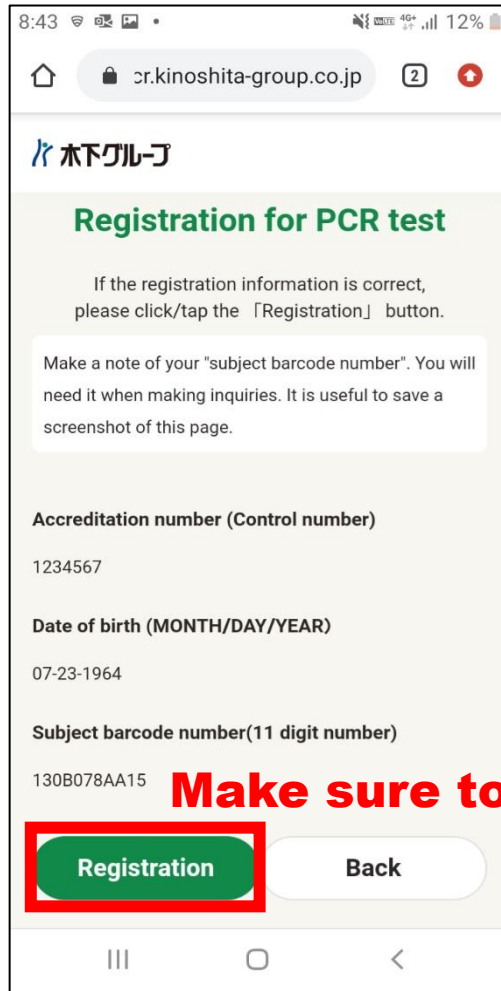 8:43
VoLTE 4G+ 12%
cr.kinoshita-group.co.jp 2
木下グループ
Registration for PCR test
If the registration information is correct,
please click/tap the 「Registration」 button.
Make a note of your "subject barcode number". You will
need it when making inquiries. It is useful to save a
screenshot of this page.
Accreditation number (Control number)
1234567
Date of birth (MONTH/DAY/YEAR)
07-23-1964
Subject barcode number(11 digit number)
130B078AA15
Make sure to
Registration Back